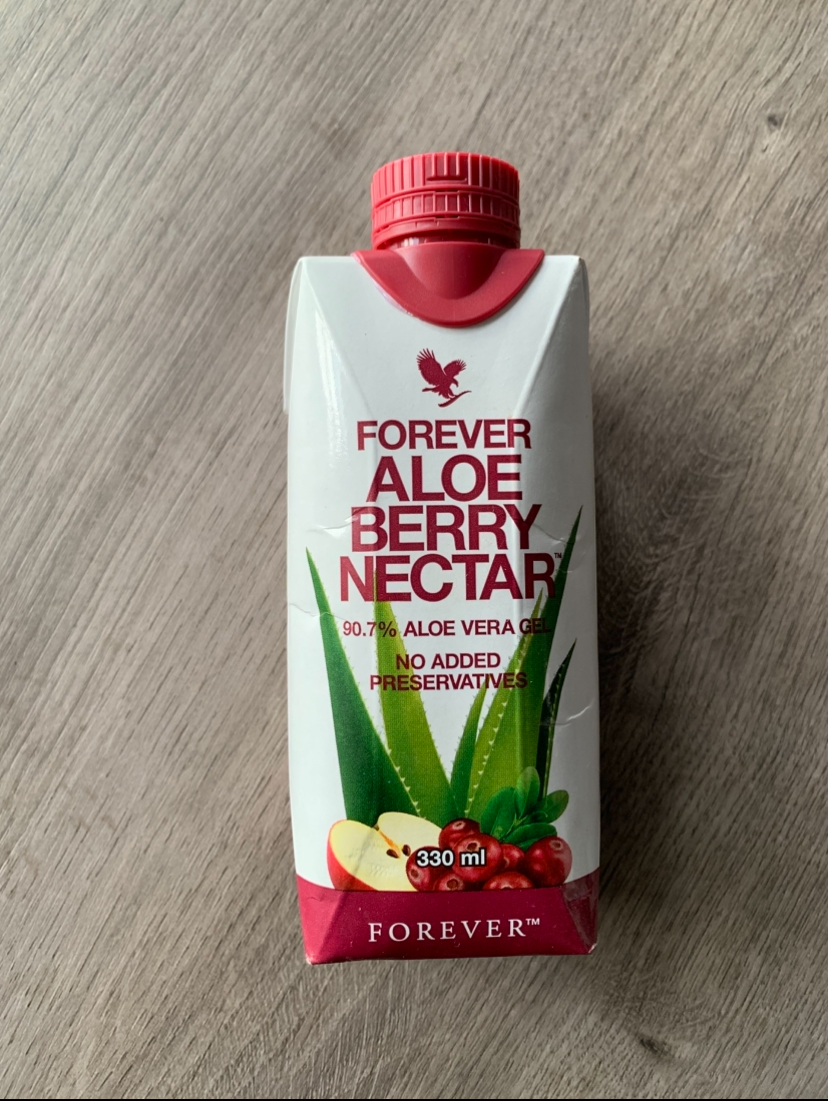 FOREVER
ALOE
BERRY
NECTAR™
90.7% ALOE VERA GEL
NO ADDED
PRESERVATIVES
330 ml
FOREVER™